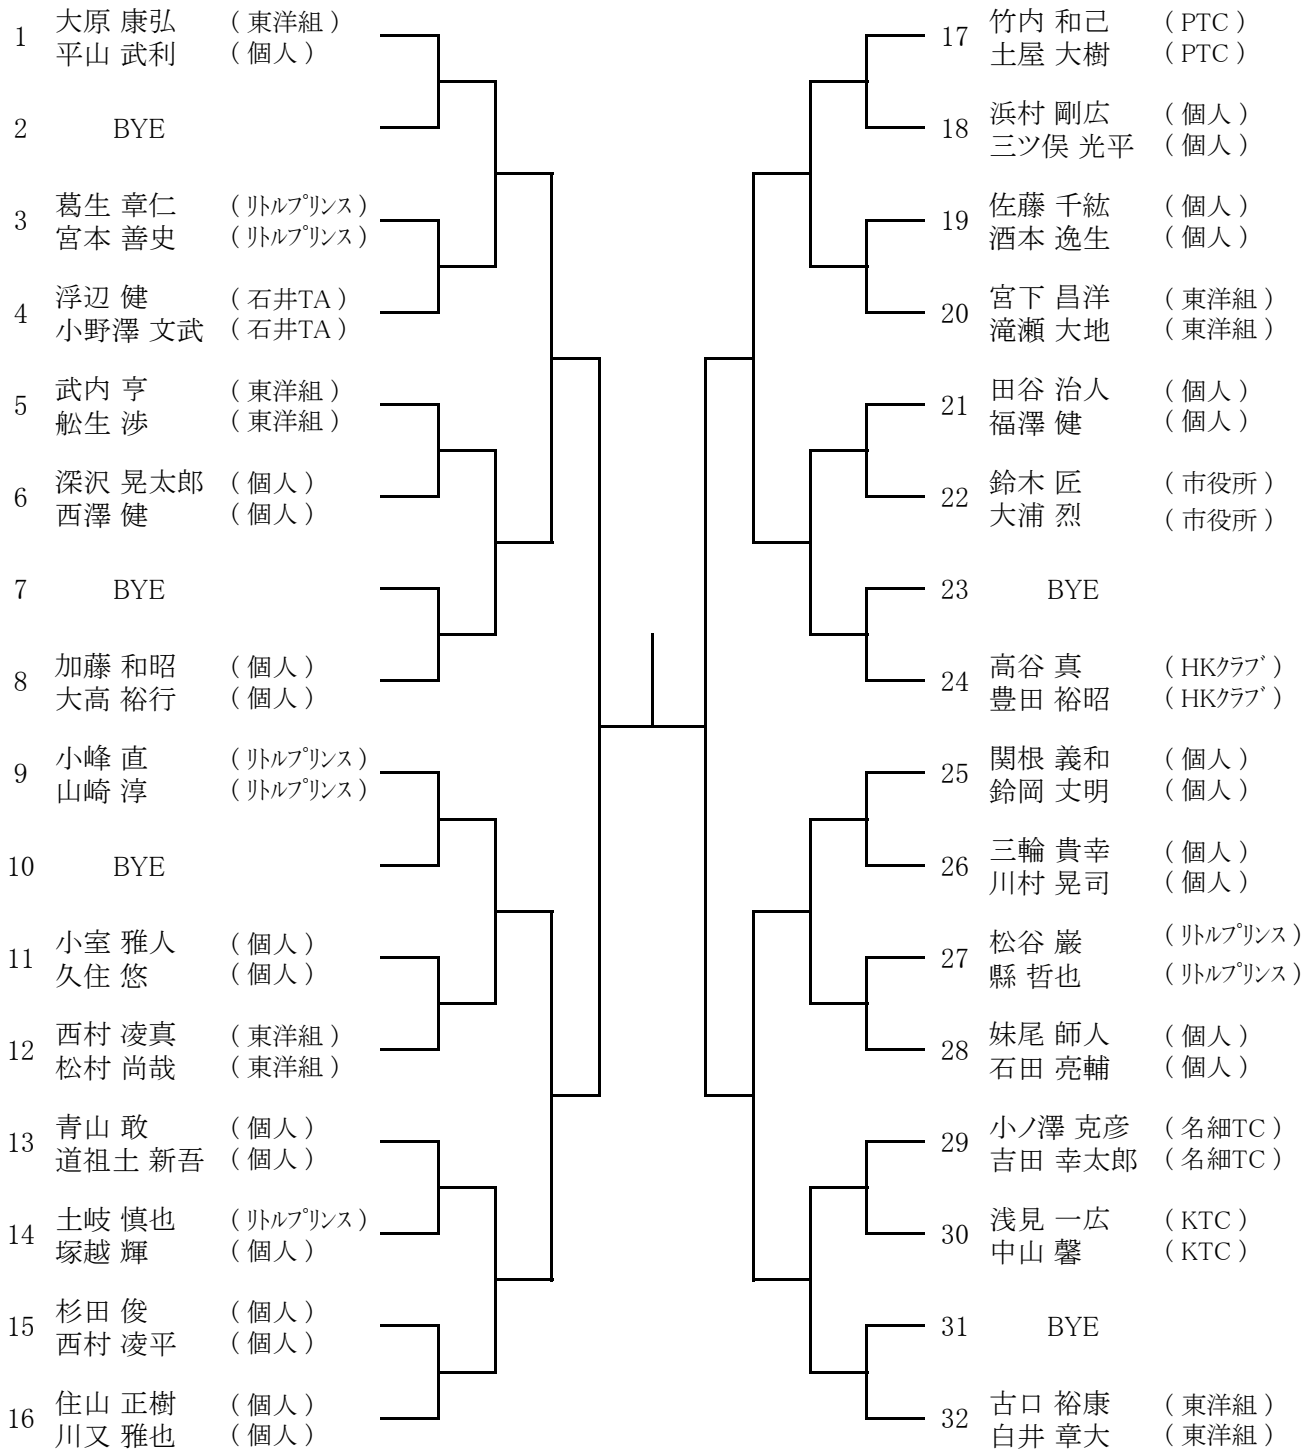 1 大原 康弘 ( 東洋組 )
平山 武利 ( 個人 )
2 BYE
3 葛生 章仁 ( ﾘﾄﾙﾌﾟﾘﾝｽ )
宮本 善史 ( ﾘﾄﾙﾌﾟﾘﾝｽ )
4 浮辺 健 ( 石井TA )
小野澤 文武 ( 石井TA )
5 武内 亨 ( 東洋組 )
舩生 渉 ( 東洋組 )
6 深沢 晃太郎 ( 個人 )
西澤 健 ( 個人 )
7 BYE
8 加藤 和昭 ( 個人 )
大高 裕行 ( 個人 )
9 小峰 直 ( ﾘﾄﾙﾌﾟﾘﾝｽ )
山崎 淳 ( ﾘﾄﾙﾌﾟﾘﾝｽ )
10 BYE
11 小室 雅人 ( 個人 )
久住 悠 ( 個人 )
12 西村 凌真 ( 東洋組 )
松村 尚哉 ( 東洋組 )
13 青山 敢 ( 個人 )
道祖土 新吾 ( 個人 )
14 土岐 慎也 ( ﾘﾄﾙﾌﾟﾘﾝｽ )
塚越 輝 ( 個人 )
15 杉田 俊 ( 個人 )
西村 凌平 ( 個人 )
16 住山 正樹 ( 個人 )
川又 雅也 ( 個人 )
17 竹内 和己 ( PTC )
土屋 大樹 ( PTC )
18 浜村 剛広 ( 個人 )
三ツ俣 光平 ( 個人 )
19 佐藤 千紘 ( 個人 )
酒本 逸生 ( 個人 )
20 宮下 昌洋 ( 東洋組 )
滝瀬 大地 ( 東洋組 )
21 田谷 治人 ( 個人 )
福澤 健 ( 個人 )
22 鈴木 匠 ( 市役所 )
大浦 烈 ( 市役所 )
23 BYE
24 高谷 真 ( HKｸﾗﾌﾞ )
豊田 裕昭 ( HKｸﾗﾌﾞ )
25 関根 義和 ( 個人 )
鈴岡 丈明 ( 個人 )
26 三輪 貴幸 ( 個人 )
川村 晃司 ( 個人 )
27 松谷 巌 ( ﾘﾄﾙﾌﾟﾘﾝｽ )
縣 哲也 ( ﾘﾄﾙﾌﾟﾘﾝｽ )
28 妹尾 師人 ( 個人 )
石田 亮輔 ( 個人 )
29 小ノ澤 克彦 ( 名細TC )
吉田 幸太郎 ( 名細TC )
30 浅見 一広 ( KTC )
中山 馨 ( KTC )
31 BYE
32 古口 裕康 ( 東洋組 )
白井 章大 ( 東洋組 )